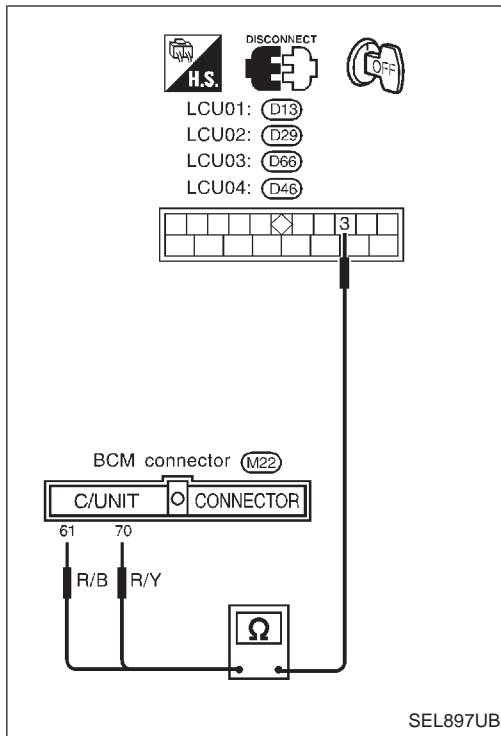 DISCONNECT
H.S.
OFF
LCU01: D13
LCU02: D29
LCU03: D66
LCU04: D46
3
BCM connector M22
C/UNIT CONNECTOR
61 70
R/B R/Y
Ω
SEL897UB